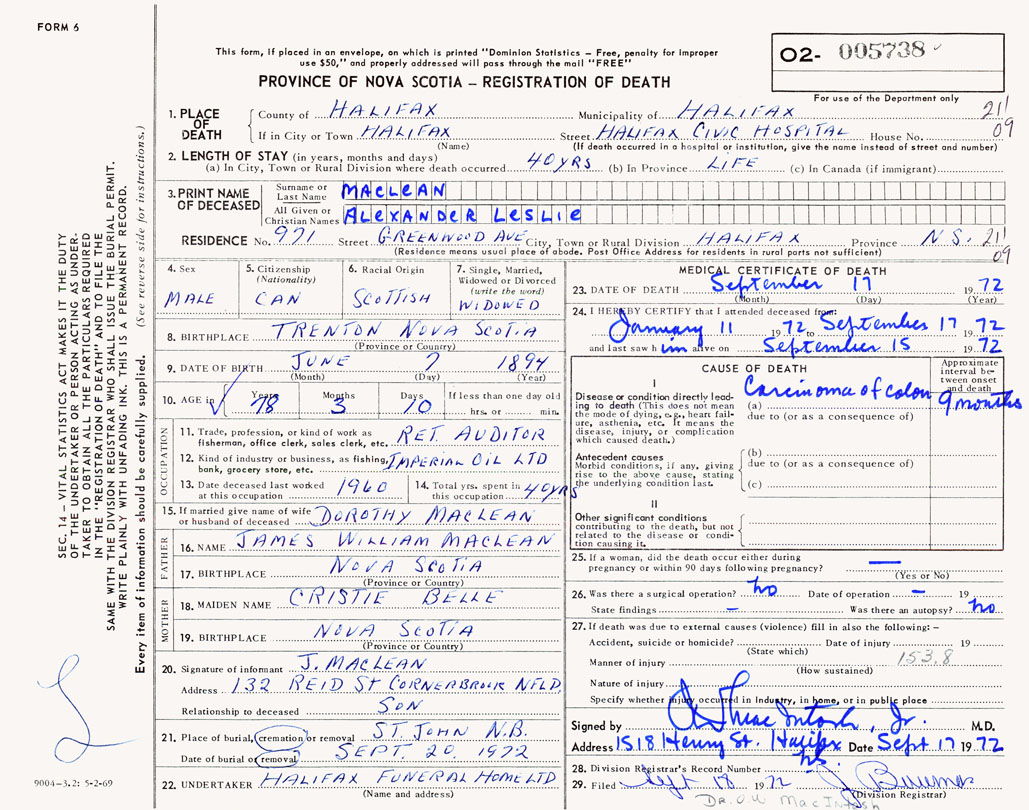 FORM 6
This form, if placed in an envelope, on which is printed "Dominion Statistics – Free, penalty for improper
use $50," and properly addressed will pass through the mail "FREE"
O2- 005738
PROVINCE OF NOVA SCOTIA – REGISTRATION OF DEATH
For use of the Department only
1. PLACE OF DEATH
County of HALIFAX Municipality of HALIFAX 211
If in City or Town HALIFAX Street HALIFAX CIVIC HOSPITAL House No. 09
(Name) (If death occurred in a hospital or institution, give the name instead of street and number)
2. LENGTH OF STAY (in years, months and days)
(a) In City, Town or Rural Division where death occurred 40 YRS (b) In Province LIFE (c) In Canada (if immigrant)
3. PRINT NAME OF DECEASED
Surname or Last Name MACLEAN
All Given or Christian Names ALEXANDER LESLIE
RESIDENCE No. 971 Street GREENWOOD AVE City, Town or Rural Division HALIFAX Province N.S. 211
(Residence means usual place of abode. Post Office Address for residents in rural parts not sufficient) 09
4. Sex
MALE
5. Citizenship
(Nationality)
CAN
6. Racial Origin
SCOTTISH
7. Single, Married,
Widowed or Divorced
(write the word)
WIDOWED
8. BIRTHPLACE TRENTON NOVA SCOTIA
(Province or Country)
9. DATE OF BIRTH JUNE 7 1894
(Month) (Day) (Year)
10. AGE in Years Months Days If less than one day old
78 3 10 hrs. or min.
OCCUPATION
11. Trade, profession, or kind of work as
fisherman, office clerk, sales clerk, etc. RET. AUDITOR
12. Kind of industry or business, as fishing,
bank, grocery store, etc. IMPERIAL OIL LTD
13. Date deceased last worked
at this occupation 1960
14. Total yrs. spent in
this occupation 40 YRS
15. If married give name of wife
or husband of deceased DOROTHY MACLEAN
FATHER
16. NAME JAMES WILLIAM MACLEAN
17. BIRTHPLACE NOVA SCOTIA
(Province or Country)
MOTHER
18. MAIDEN NAME CRISTIE BELLE
19. BIRTHPLACE NOVA SCOTIA
(Province or Country)
20. Signature of informant J. MACLEAN
Address 132 REID ST CORNERBROOK NFLD.
Relationship to deceased SON
21. Place of burial, cremation or removal ST. JOHN N.B.
Date of burial or removal SEPT. 20, 1972
22. UNDERTAKER HALIFAX FUNERAL HOME LTD
(Name and address)
MEDICAL CERTIFICATE OF DEATH
23. DATE OF DEATH September 17 1972
(Month) (Day) (Year)
24. I HEREBY CERTIFY that I attended deceased from:
January 11 1972 to September 17 1972
and last saw him alive on September 15 1972
CAUSE OF DEATH
Approximate
interval be-
tween onset
and death
I
Disease or condition directly lead-
ing to death (This does not mean
the mode of dying, e.g., heart fail-
ure, asthenia, etc. It means the
disease, injury, or complication
which caused death.)
(a) Carcinoma of colon 9 months
due to (or as a consequence of)
Antecedent causes
Morbid conditions, if any, giving
rise to the above cause, stating
the underlying condition last.
(b)
due to (or as a consequence of)
(c)
II
Other significant conditions
contributing to the death, but not
related to the disease or condi-
tion causing it.
25. If a woman, did the death occur either during
pregnancy or within 90 days following pregnancy? —
(Yes or No)
26. Was there a surgical operation? no Date of operation – 19
State findings – Was there an autopsy? no
27. If death was due to external causes (violence) fill in also the following: –
Accident, suicide or homicide? Date of injury 19
(State which)
Manner of injury 153.8
(How sustained)
Nature of injury
Specify whether injury occurred in Industry, in home, or in public place
Signed by MacIntosh, Jr. M.D.
Address 1518 Henry St. Halifax Date Sept 17 1972
NS.
28. Division Registrar's Record Number
29. Filed Sept 18 1972
(Division Registrar)
DR. O.W. MACINTOSH
SEC. 14 – VITAL STATISTICS ACT MAKES IT THE DUTY
OF THE UNDERTAKER OR PERSON ACTING AS UNDER-
TAKER TO OBTAIN ALL THE PARTICULARS REQUIRED
IN THE "REGISTRATION OF DEATH" AND TO FILE THE
SAME WITH THE DIVISION REGISTRAR WHO SHALL ISSUE THE BURIAL PERMIT.
WRITE PLAINLY WITH UNFADING INK. THIS IS A PERMANENT RECORD.
Every item of information should be carefully supplied. (See reverse side for instructions.)
9004-3.2: 5-2-69